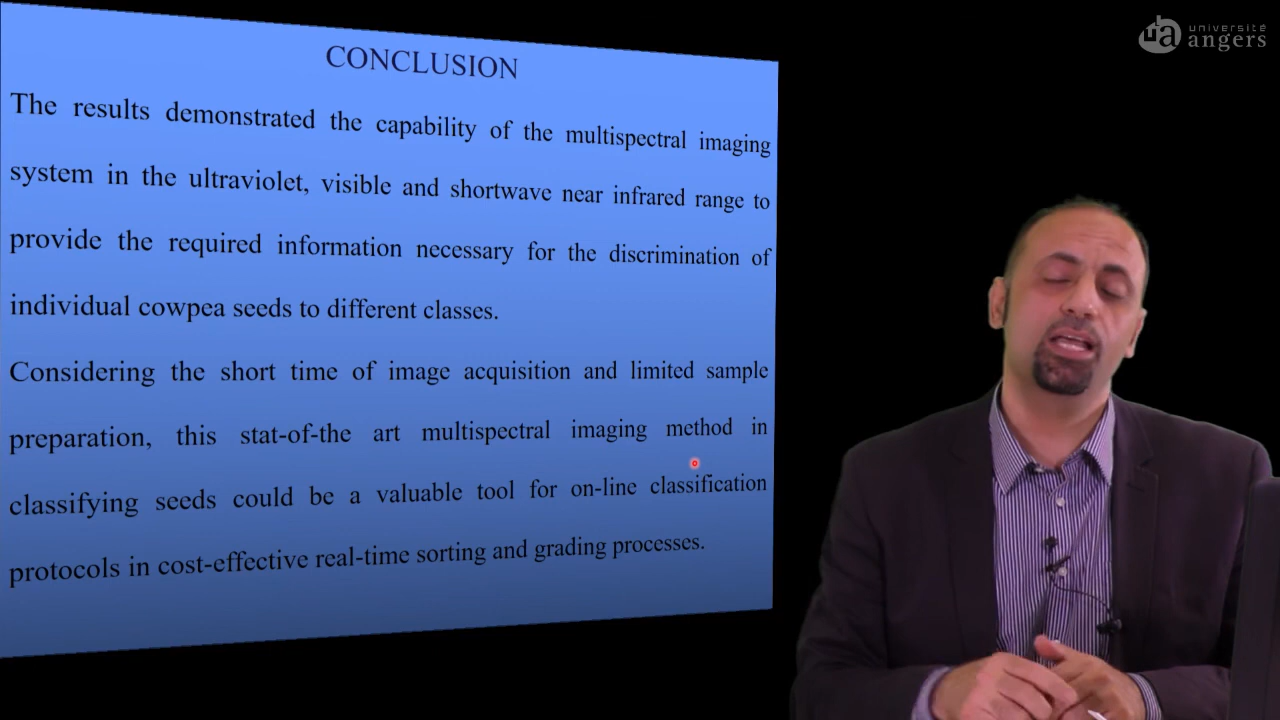 CONCLUSION
The results demonstrated the capability of the multispectral imaging
system in the ultraviolet, visible and shortwave near infrared range to
provide the required information necessary for the discrimination of
individual cowpea seeds to different classes.
Considering the short time of image acquisition and limited sample
preparation, this stat-of-the art multispectral imaging method in
classifying seeds could be a valuable tool for on-line classification
protocols in cost-effective real-time sorting and grading processes.
ua
université
angers